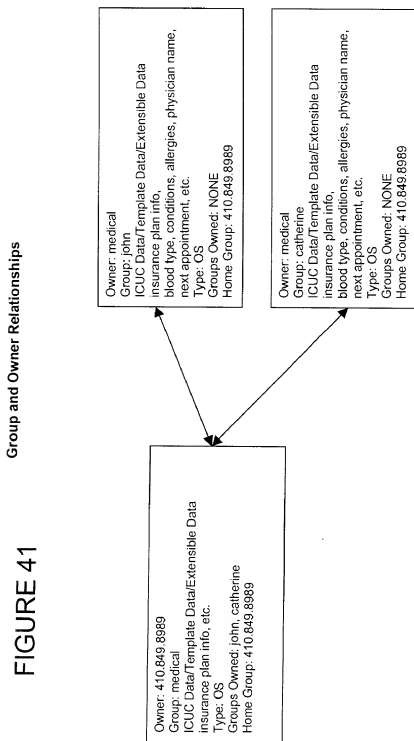 FIGURE 41
Group and Owner Relationships
Owner: 410.849.8989
Group: medical
ICUC Data/Template Data/Extensible Data
insurance plan info, etc.
Type: OS
Groups Owned: john, catherine
Home Group: 410.849.8989
Owner: medical
Group: john
ICUC Data/Template Data/Extensible Data
insurance plan info,
blood type, conditions, allergies, physician name,
next appointment, etc.
Type: OS
Groups Owned: NONE
Home Group: 410.849.8989
Owner: medical
Group: catherine
ICUC Data/Template Data/Extensible Data
insurance plan info,
blood type, conditions, allergies, physician name,
next appointment, etc.
Type: OS
Groups Owned: NONE
Home Group: 410.849.8989